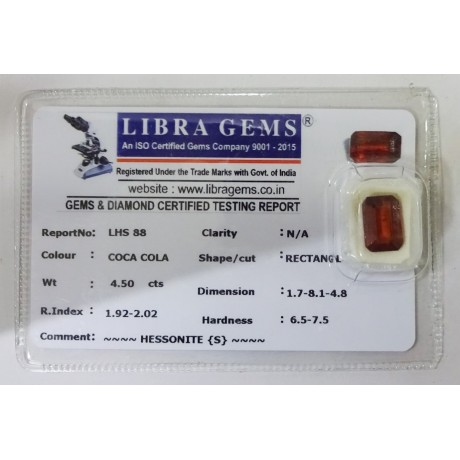 LIBRA GEMS®
An ISO Certified Gems Company 9001 - 2015
Registered Under the Trade Marks with Govt. of India
website : www.libragems.co.in
GEMS & DIAMOND CERTIFIED TESTING REPORT
ReportNo: LHS 88 Clarity : N/A
Colour : COCA COLA Shape/cut :RECTANGL
Wt : 4.50 cts Dimension : 1.7-8.1-4.8
R.Index : 1.92-2.02 Hardness : 6.5-7.5
Comment: ~~~~ HESSONITE {S} ~~~~